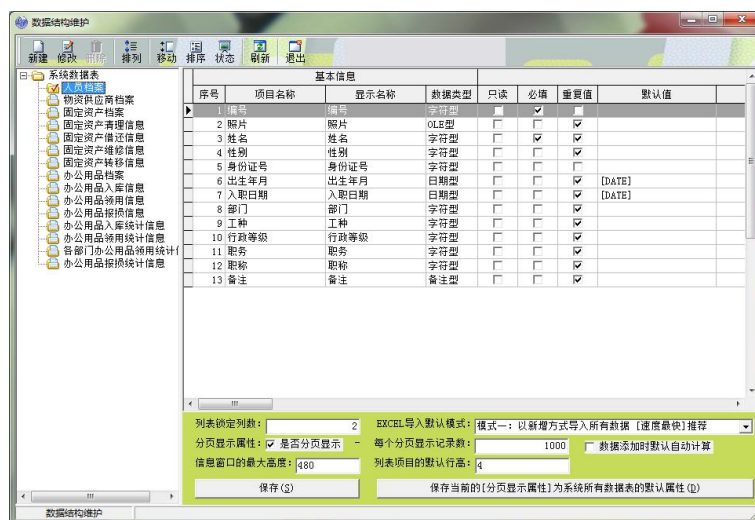 数据结构维护
新建 修改 删除 排列 移动 排序 状态 刷新 退出
系统数据表
人员档案
物资供应商档案
固定资产档案
固定资产清理信息
固定资产借还信息
固定资产维修信息
固定资产转移信息
办公用品档案
办公用品入库信息
办公用品领用信息
办公用品报损信息
办公用品入库统计信息
办公用品领用统计信息
各部门办公用品领用统计
办公用品报损统计信息
基本信息
序号 项目名称 显示名称 数据类型 只读 必填 重复值 默认值
1 编号 编号 字符型
2 照片 照片 OLE型
3 姓名 姓名 字符型
4 性别 性别 字符型
5 身份证号 身份证号 字符型
6 出生年月 出生年月 日期型 [DATE]
7 入职日期 入职日期 日期型 [DATE]
8 部门 部门 字符型
9 工种 工种 字符型
10 行政等级 行政等级 字符型
11 职务 职务 字符型
12 职称 职称 字符型
13 备注 备注 备注型
列表锁定列数: 2 EXCEL导入默认模式: 模式一: 以新增方式导入所有数据 [速度最快]推荐
分页显示属性: 是否分页显示 - 每个分页显示记录数: 1000 数据添加时默认自动计算
信息窗口的最大高度: 480 列表项目的默认行高: 4
保存(S) 保存当前的[分页显示属性]为系统所有数据表的默认属性(D)
数据结构维护